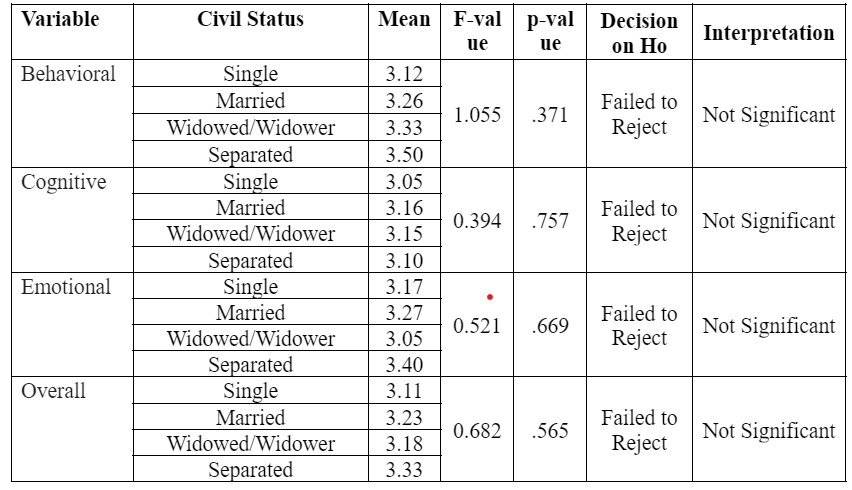 Variable Civil Status Mean F-val p-val Decision Interpretation
ue ue on Ho
Behavioral Single 3.12
Married 3.26
1.055 .371 Failed to Reject Not Significant
Widowed/Widower 3.33
Separated 3.50
Cognitive Single 3.05
Married 3.16
0.394 .757 Failed to Reject Not Significant
Widowed/Widower 3.15
Separated 3.10
Emotional Single 3.17
Married 3.27
0.521 .669 Failed to Reject Not Significant
Widowed/Widower 3.05
Separated 3.40
Overall Single 3.11
Married 3.23
0.682 .565 Failed to Reject Not Significant
Widowed/Widower 3.18
Separated 3.33